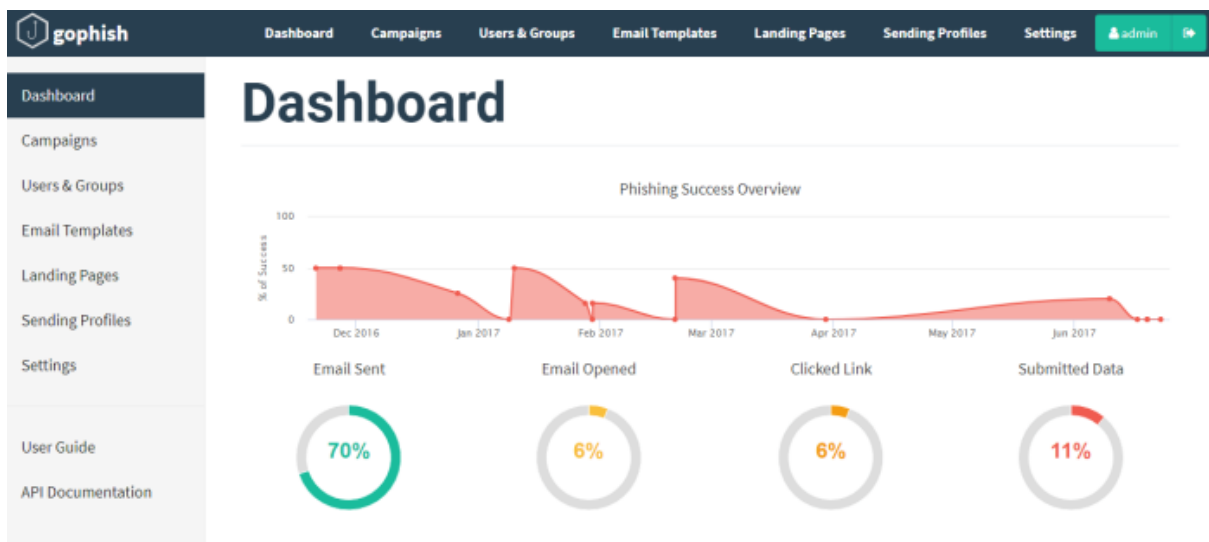 gophish Dashboard Campaigns Users & Groups Email Templates Landing Pages Sending Profiles Settings admin
Dashboard
Campaigns
Users & Groups
Email Templates
Landing Pages
Sending Profiles
Settings
User Guide
API Documentation
Dashboard
Phishing Success Overview
% of Success
100
50
0
Dec 2016 Jan 2017 Feb 2017 Mar 2017 Apr 2017 May 2017 Jun 2017
Email Sent Email Opened Clicked Link Submitted Data
70% 6% 6% 11%